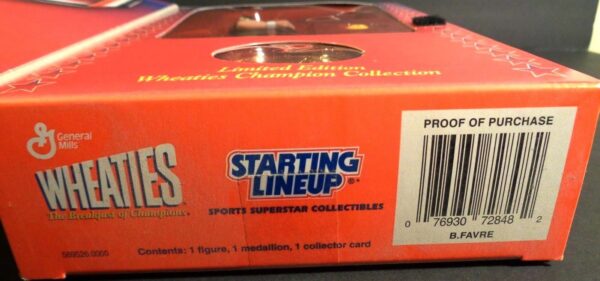 Limited Edition
Wheaties Champion Collection
General
Mills
WHEATIES
The Breakfast of Champions
STARTING
LINEUP
SPORTS SUPERSTAR COLLECTIBLES
Contents: 1 figure, 1 medallion, 1 collector card
PROOF OF PURCHASE
0 76930 72848 2
B.FAVRE